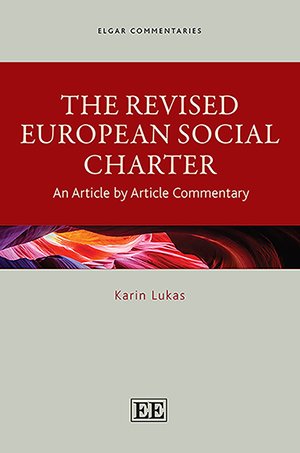 ELGAR COMMENTARIES
THE REVISED
EUROPEAN SOCIAL
CHARTER
An Article by Article Commentary
Karin Lukas
EE